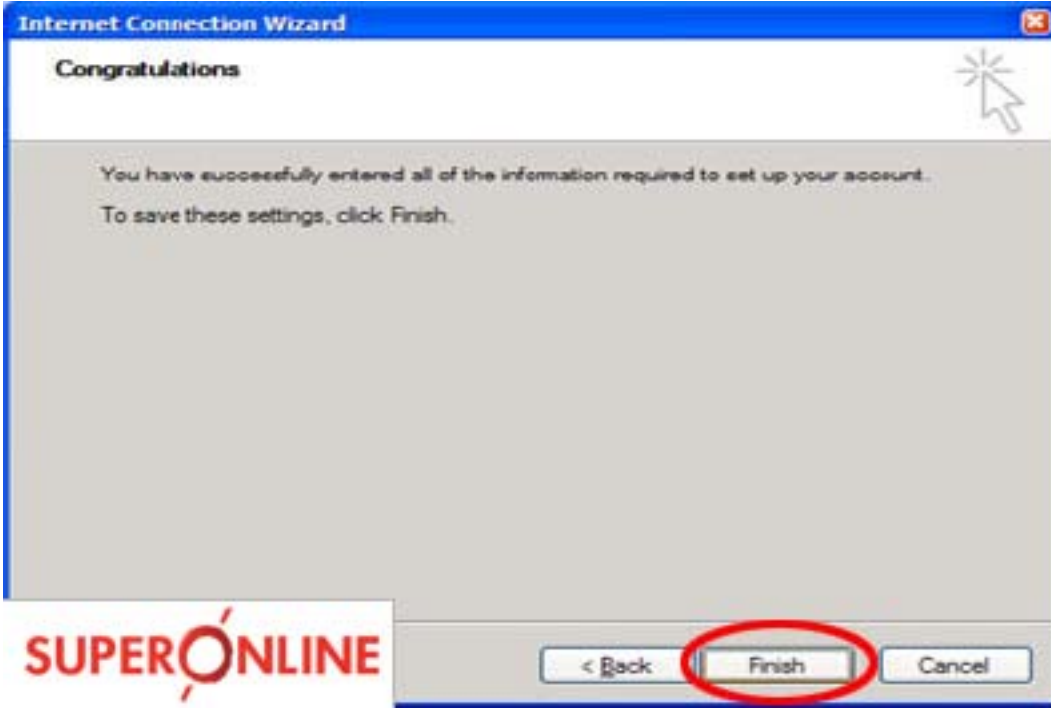 Internet Connection Wizard
Congratulations
You have successfully entered all of the information required to set up your account.
To save these settings, click Finish.
SUPERONLINE
< Back
Finish
Cancel